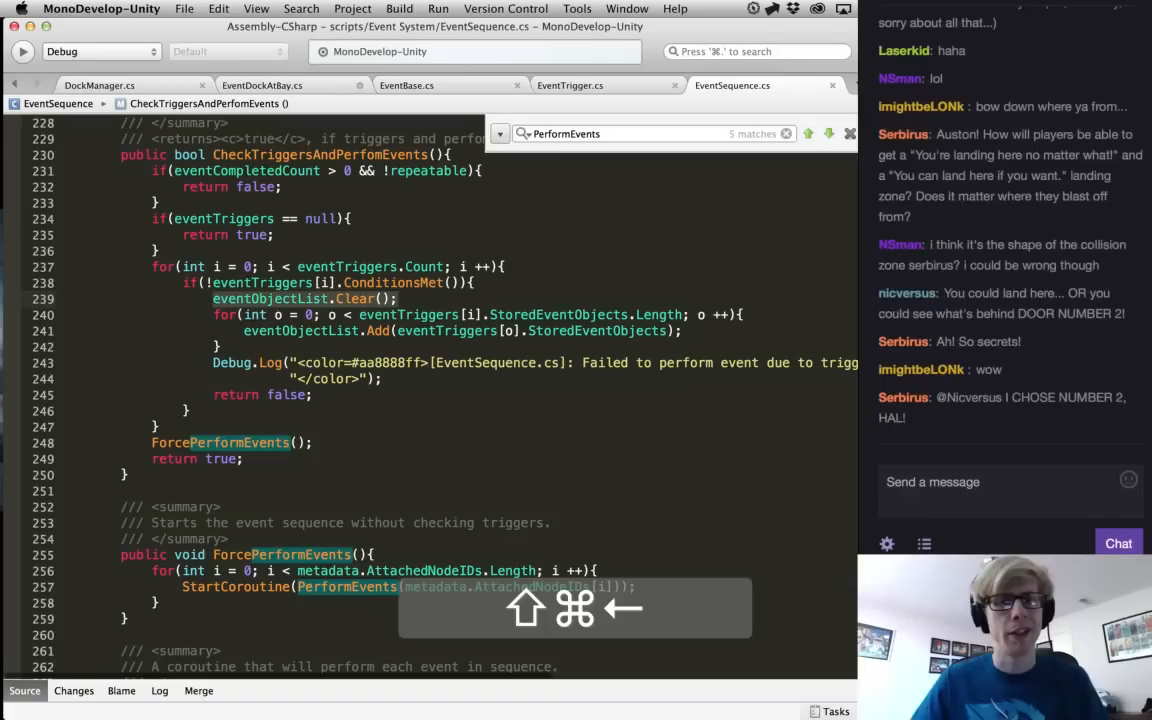 MonoDevelop-Unity File Edit View Search Project Build Run Version Control Tools Window Help
Assembly-CSharp - scripts/Event System/EventSequence.cs - MonoDevelop-Unity
Debug Default MonoDevelop-Unity Press '⌘.' to search
DockManager.cs EventDockAtBay.cs EventBase.cs EventTrigger.cs EventSequence.cs
EventSequence CheckTriggersAndPerfomEvents ()
PerformEvents 5 matches
228 /// </summary>
229 /// <returns><c>true</c>, if triggers and perfo
230 public bool CheckTriggersAndPerfomEvents(){
231 if(eventCompletedCount > 0 && !repeatable){
232 return false;
233 }
234 if(eventTriggers == null){
235 return true;
236 }
237 for(int i = 0; i < eventTriggers.Count; i ++){
238 if(!eventTriggers[i].ConditionsMet()){
239 eventObjectList.Clear();
240 for(int o = 0; o < eventTriggers[i].StoredEventObjects.Length; o ++){
241 eventObjectList.Add(eventTriggers[o].StoredEventObjects);
242 }
243 Debug.Log("<color=#aa8888ff>[EventSequence.cs]: Failed to perform event due to trigg
244 "</color>");
245 return false;
246 }
247 }
248 ForcePerformEvents();
249 return true;
250 }
251
252 /// <summary>
253 /// Starts the event sequence without checking triggers.
254 /// </summary>
255 public void ForcePerformEvents(){
256 for(int i = 0; i < metadata.AttachedNodeIDs.Length; i ++){
257 StartCoroutine(PerformEvents(metadata.AttachedNodeIDs[i]));
258 }
259 }
260
261 /// <summary>
262 /// A coroutine that will perform each event in sequence.
⇧⌘←
Source Changes Blame Log Merge
Tasks
sorry about all that...)
Laserkid: haha
NSman: lol
imightbeLONk : bow down where ya from...
Serbirus: Auston! How will players be able to
get a "You're landing here no matter what!" and
a "You can land here if you want." landing
zone? Does it matter where they blast off
from?
NSman: i think it's the shape of the collision
zone serbirus? i could be wrong though
nicversus: You could land here... OR you
could see what's behind DOOR NUMBER 2!
Serbirus: Ah! So secrets!
imightbeLONk : wow
Serbirus: @Nicversus I CHOSE NUMBER 2,
HAL!
Send a message
Chat